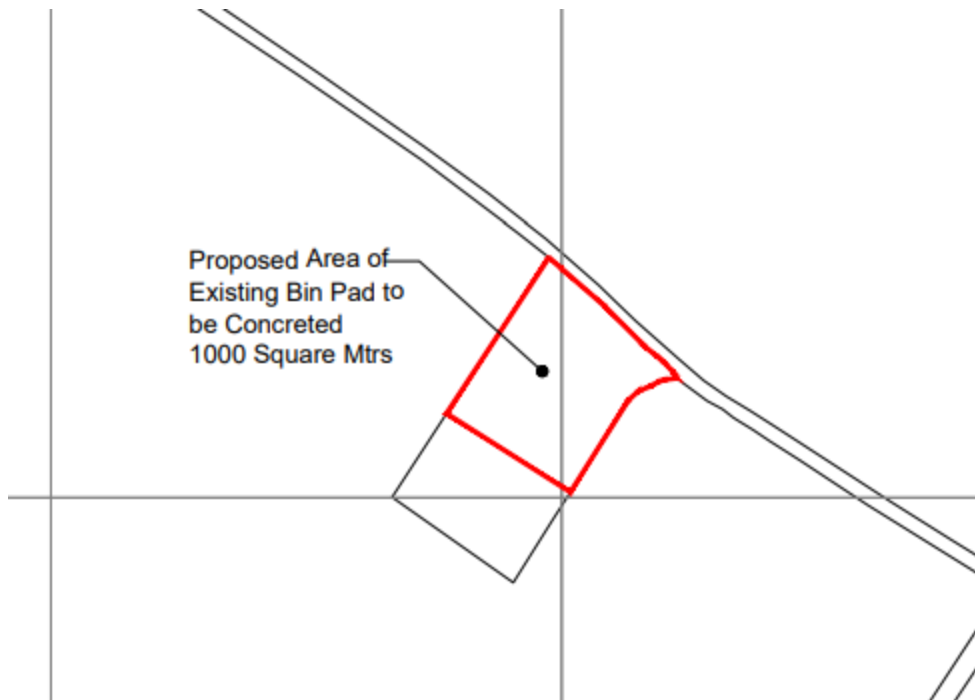 Proposed Area of
Existing Bin Pad to
be Concreted
1000 Square Mtrs